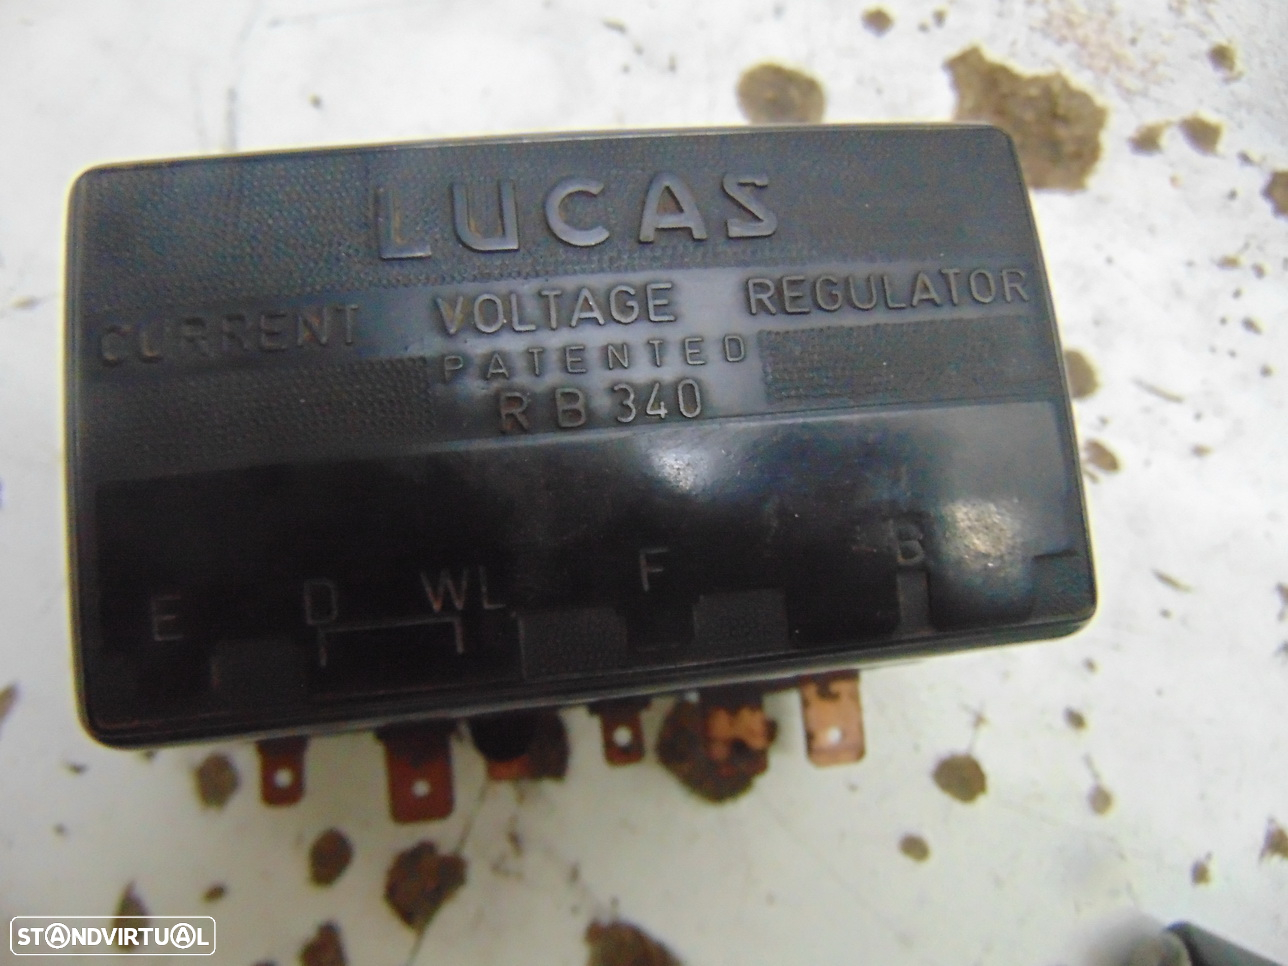 LUCAS
CURRENT VOLTAGE REGULATOR
PATENTED
RB 340
E D WL F B
STANDVIRTUAL